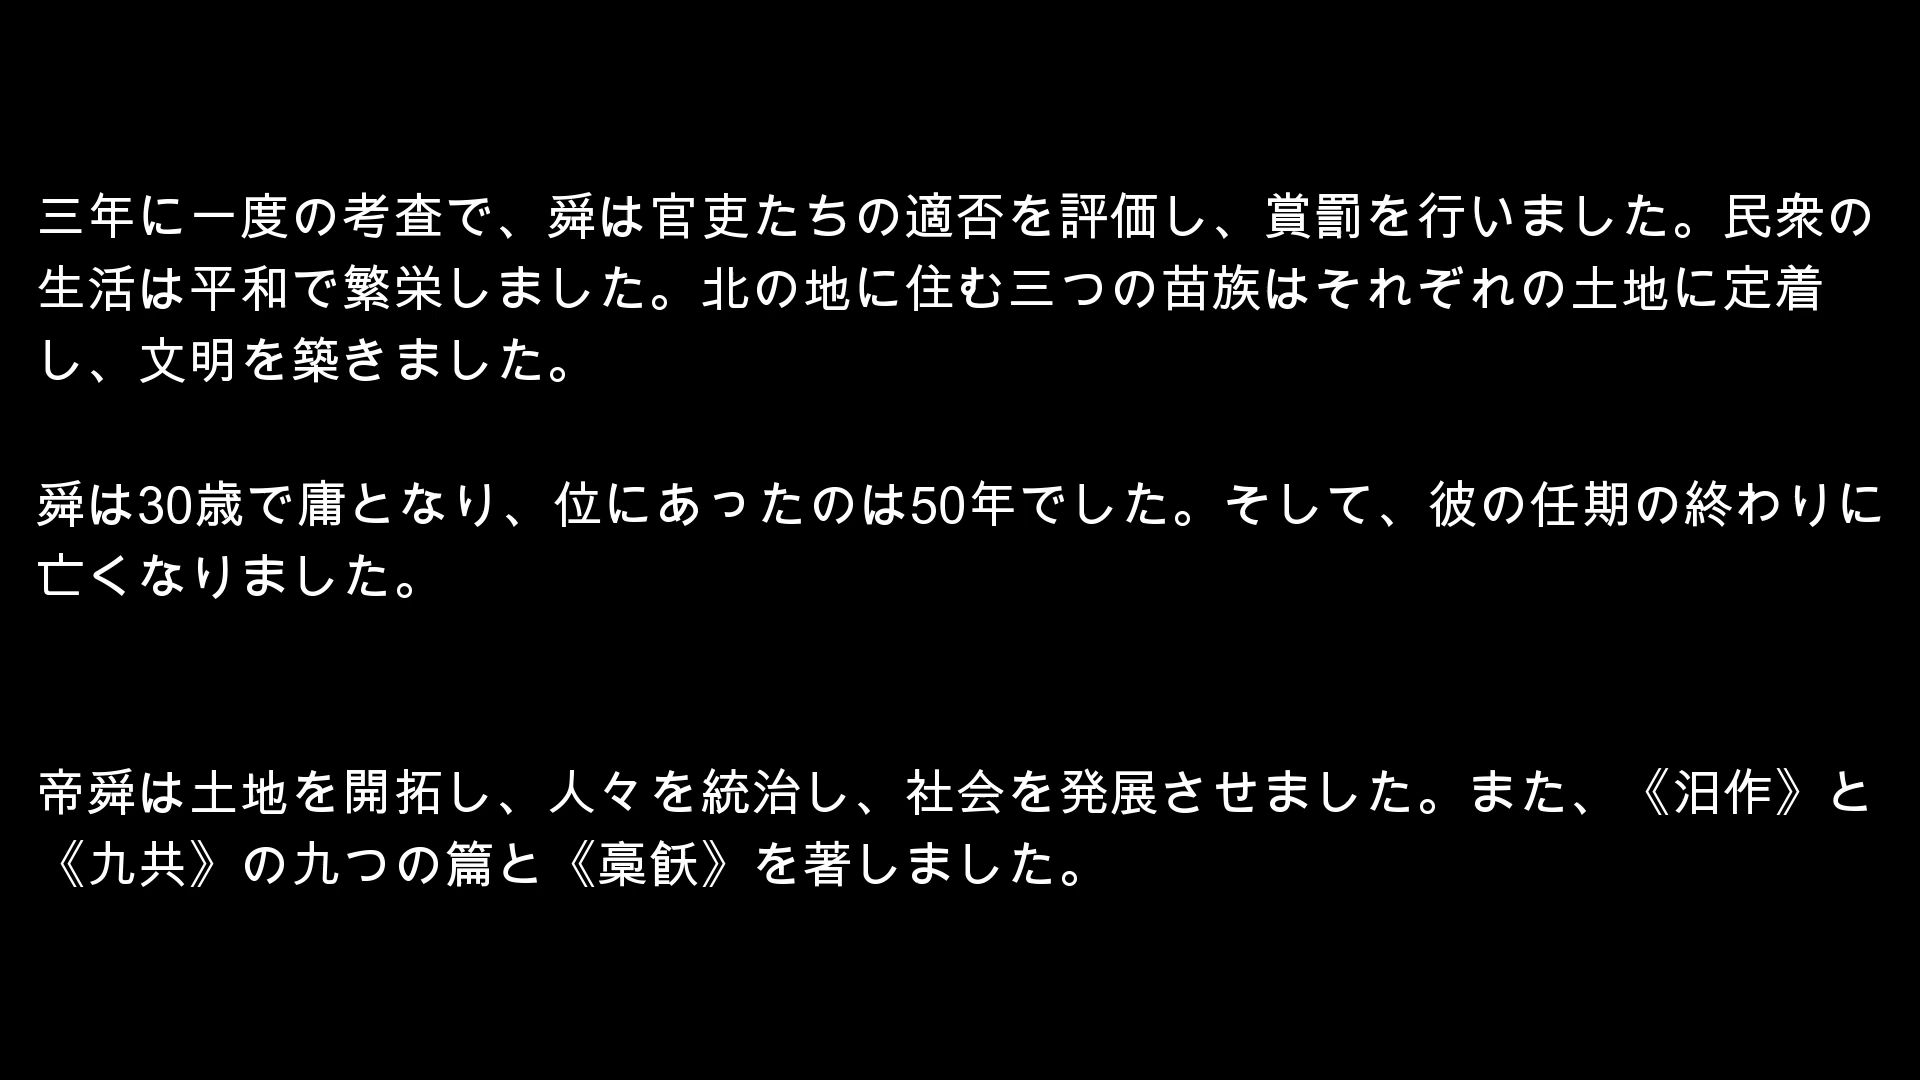 三年に一度の考査で、舜は官吏たちの適否を評価し、賞罰を行いました。民衆の
生活は平和で繁栄しました。北の地に住む三つの苗族はそれぞれの土地に定着
し、文明を築きました。
舜は30歳で庸となり、位にあったのは50年でした。そして、彼の任期の終わりに
亡くなりました。
帝舜は土地を開拓し、人々を統治し、社会を発展させました。また、《汨作》と
《九共》の九つの篇と《稾飫》を著しました。